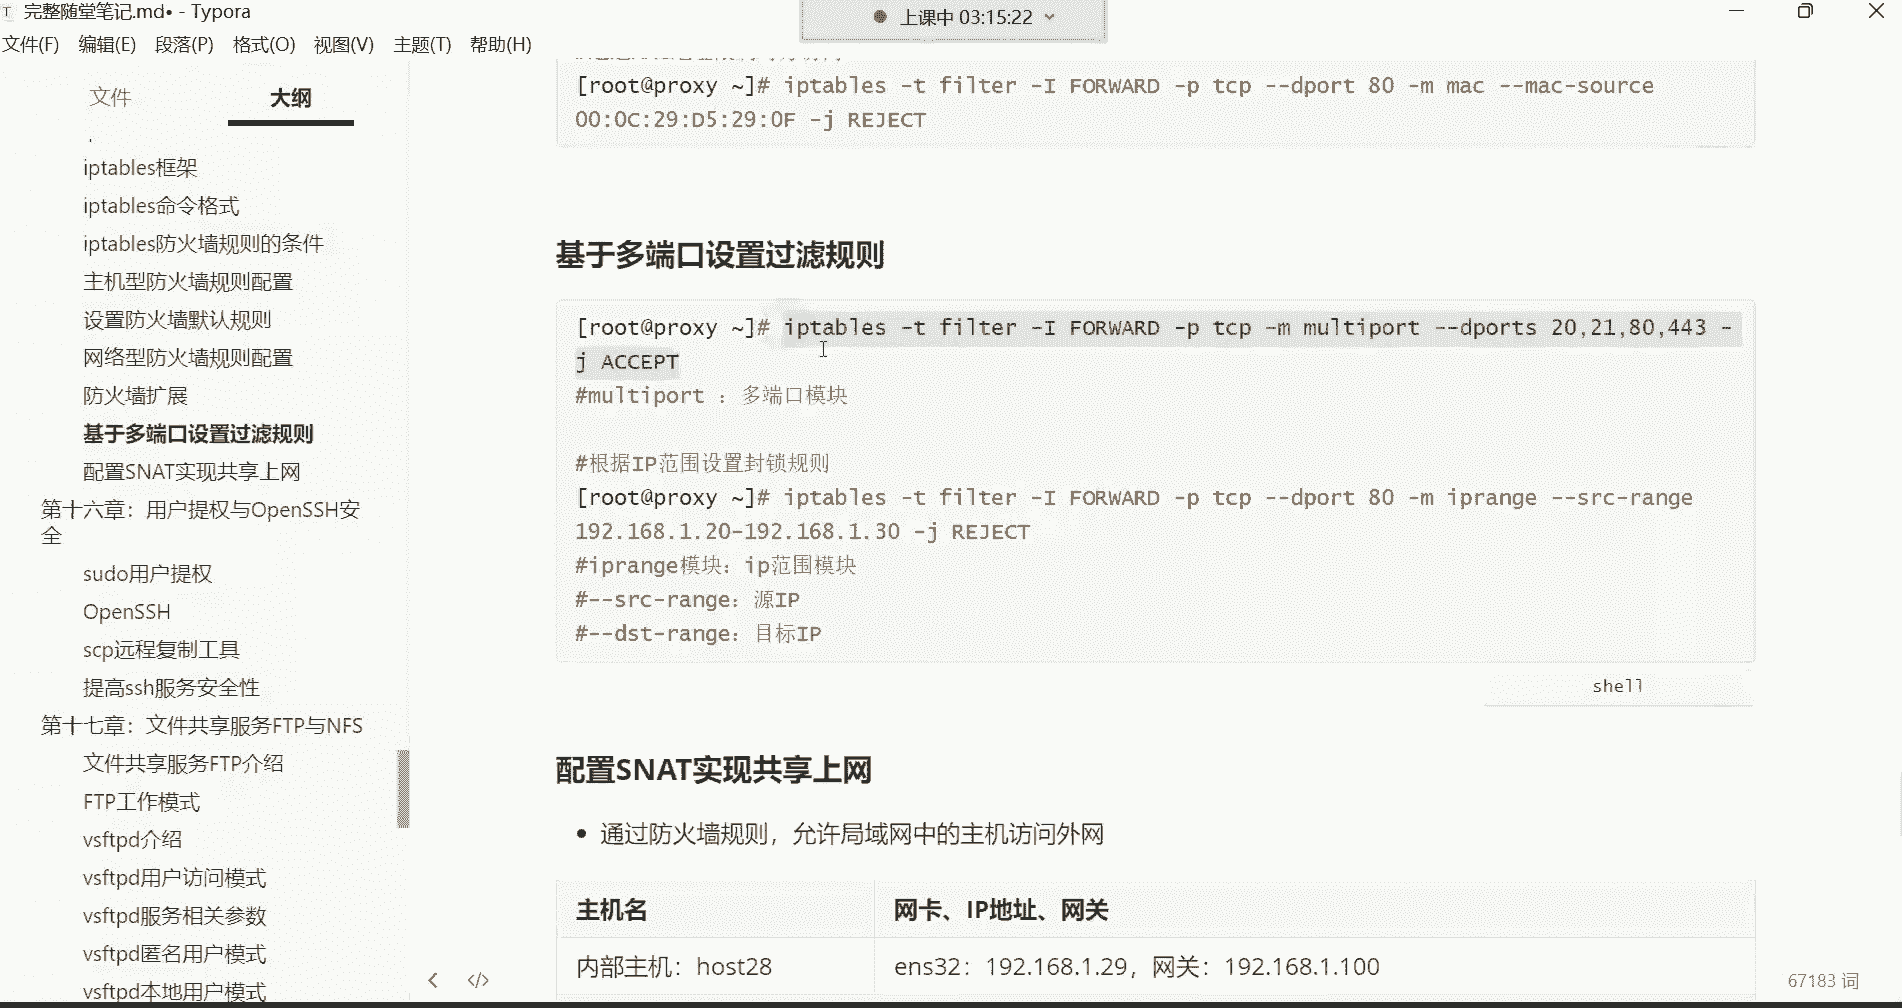 完整随堂笔记.md• - Typora
上课中 03:15:22
文件(F) 编辑(E) 段落(P) 格式(O) 视图(V) 主题(T) 帮助(H)
文件 大纲
iptables框架
iptables命令格式
iptables防火墙规则的条件
主机型防火墙规则配置
设置防火墙默认规则
网络型防火墙规则配置
防火墙扩展
基于多端口设置过滤规则
配置SNAT实现共享上网
第十六章：用户提权与OpenSSH安
全
sudo用户提权
OpenSSH
scp远程复制工具
提高ssh服务安全性
第十七章：文件共享服务FTP与NFS
文件共享服务FTP介绍
FTP工作模式
vsftpd介绍
vsftpd用户访问模式
vsftpd服务相关参数
vsftpd匿名用户模式
vsftpd本地用户模式
[root@proxy ~]# iptables -t filter -I FORWARD -p tcp --dport 80 -m mac --mac-source
00:0C:29:D5:29:0F -j REJECT
基于多端口设置过滤规则
[root@proxy ~]# iptables -t filter -I FORWARD -p tcp -m multiport --dports 20,21,80,443 -
j ACCEPT
#multiport ：多端口模块
#根据IP范围设置封锁规则
[root@proxy ~]# iptables -t filter -I FORWARD -p tcp --dport 80 -m iprange --src-range
192.168.1.20-192.168.1.30 -j REJECT
#iprange模块：ip范围模块
#--src-range：源IP
#--dst-range：目标IP
shell
配置SNAT实现共享上网
• 通过防火墙规则，允许局域网中的主机访问外网
主机名 网卡、IP地址、网关
内部主机：host28 ens32：192.168.1.29，网关：192.168.1.100
67183 词